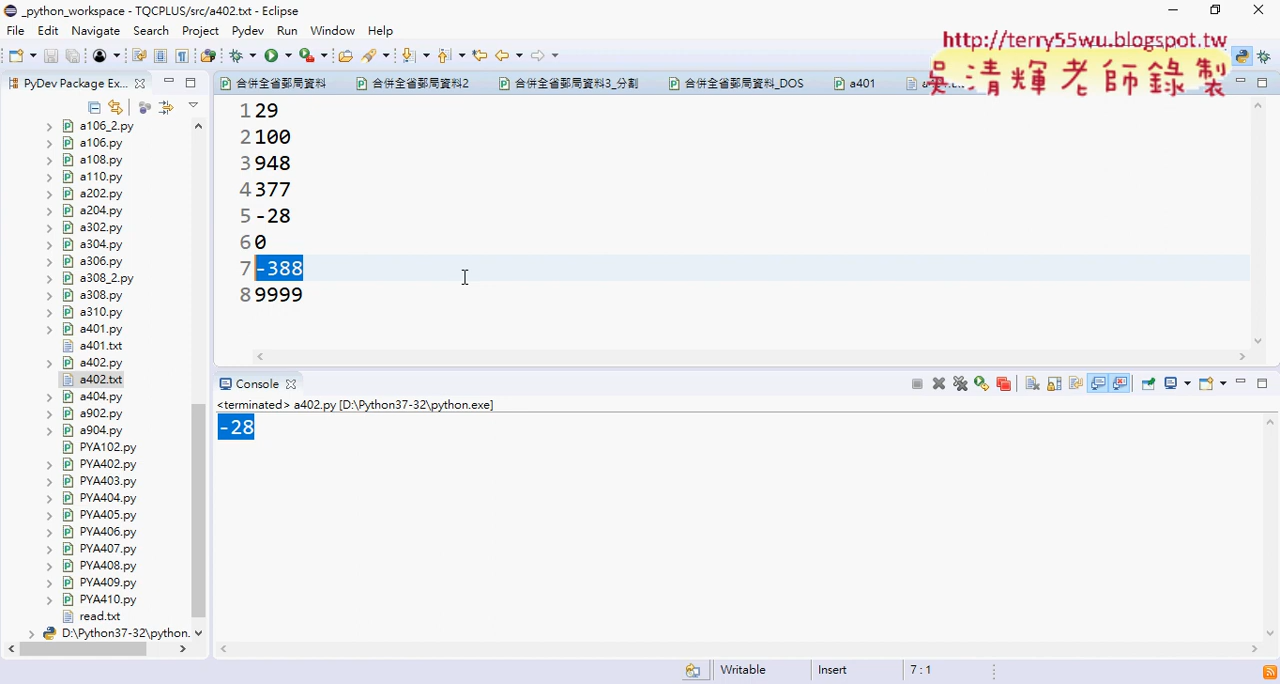 _python_workspace - TQCPLUS/src/a402.txt - Eclipse
File Edit Navigate Search Project Pydev Run Window Help
http://terry55wu.blogspot.tw
吳清輝老師錄製
PyDev Package Ex...
合併全省郵局資料 合併全省郵局資料2 合併全省郵局資料3_分割 合併全省郵局資料_DOS a401
a106_2.py
a106.py
a108.py
a110.py
a202.py
a204.py
a302.py
a304.py
a306.py
a308_2.py
a308.py
a310.py
a401.py
a401.txt
a402.py
a402.txt
a404.py
a902.py
a904.py
PYA102.py
PYA402.py
PYA403.py
PYA404.py
PYA405.py
PYA406.py
PYA407.py
PYA408.py
PYA409.py
PYA410.py
read.txt
D:\Python37-32\python.
1 29
2 100
3 948
4 377
5 -28
6 0
7 -388
8 9999
Console
<terminated> a402.py [D:\Python37-32\python.exe]
-28
Writable Insert 7 : 1